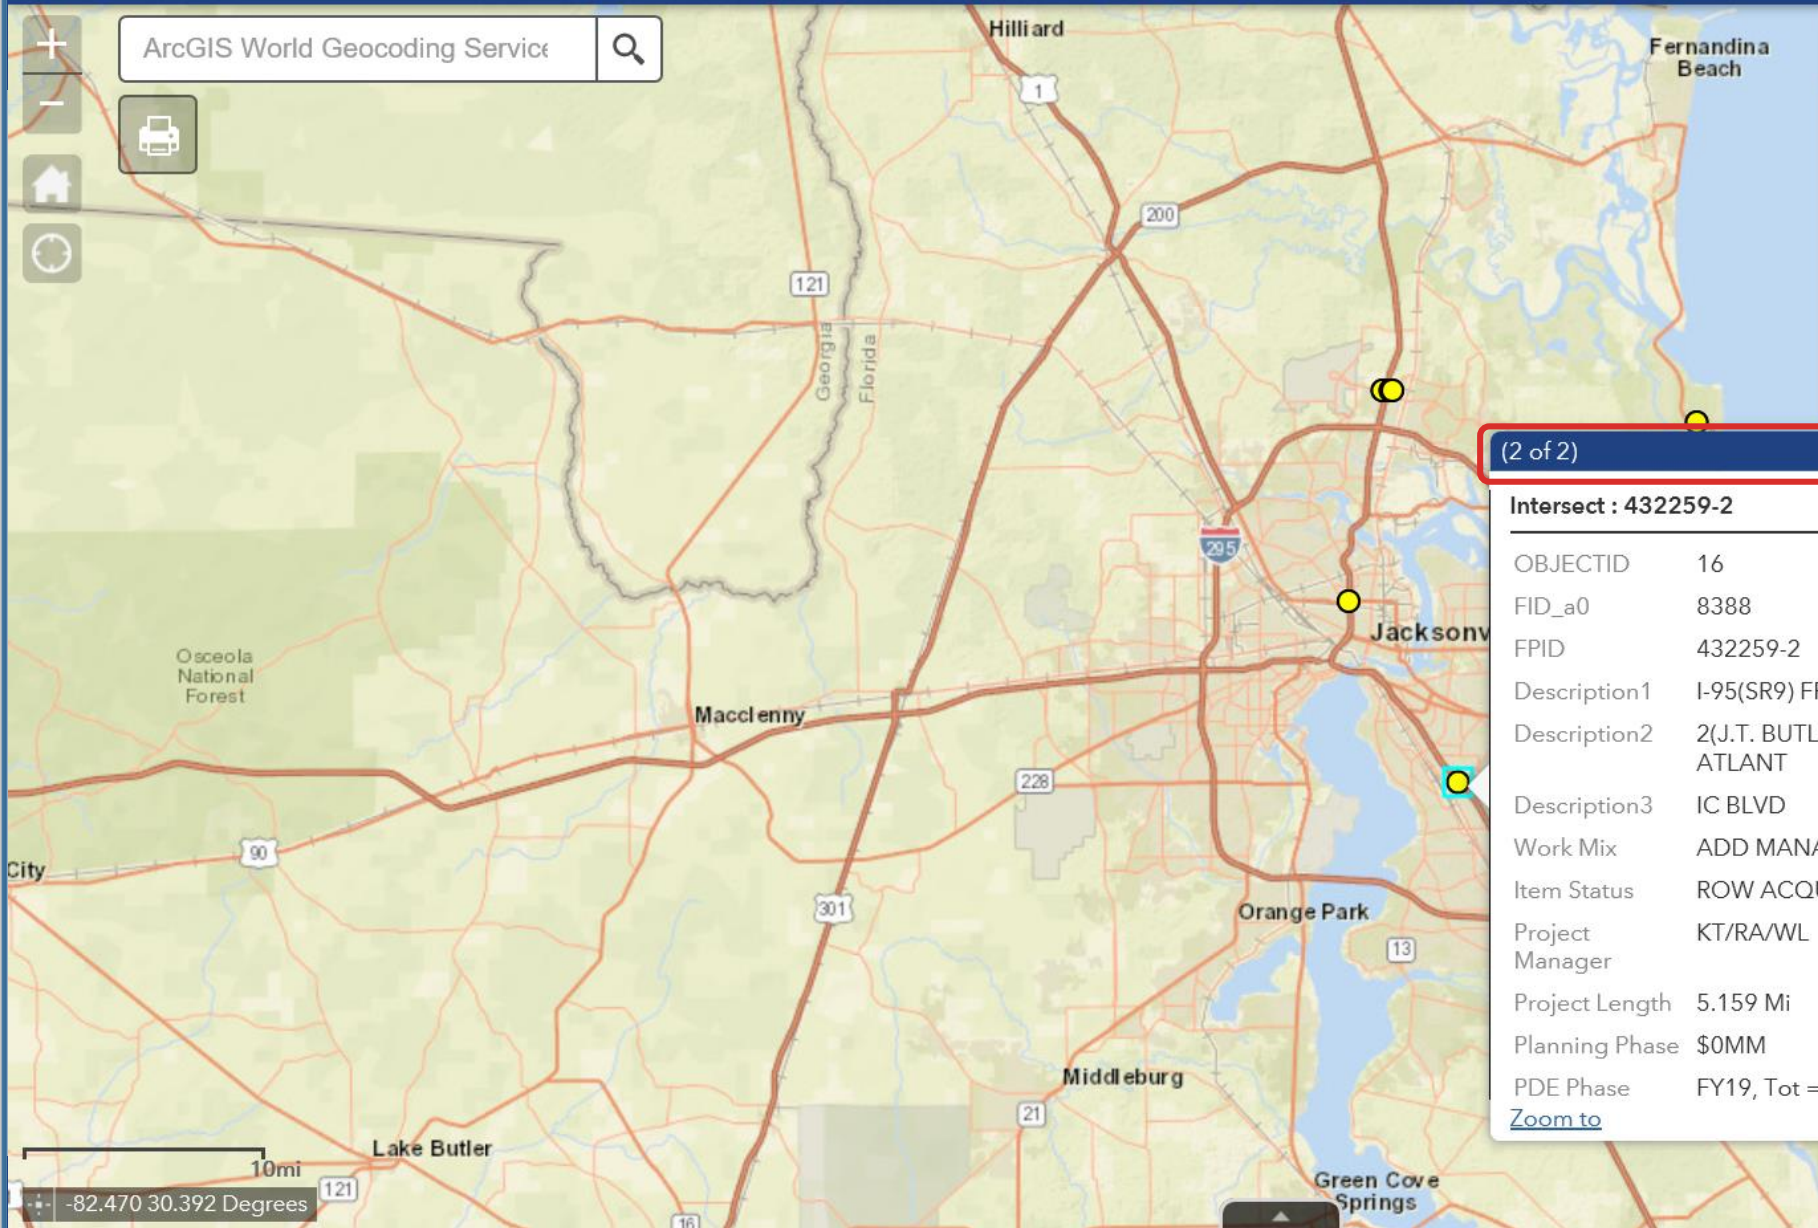 +
ArcGIS World Geocoding Service
Hilliard
Fernandina
Beach
1
−
200
121
Georgia
Florida
(2 of 2)
Intersect : 432259-2
295
OBJECTID 16
FID_a0 8388
Jacksonv
FPID 432259-2
Osceola
National
Forest
Description1 I-95(SR9) F
Macclenny
Description2 2(J.T. BUTL
ATLANT
228
Description3 IC BLVD
90
Work Mix ADD MANA
City
Item Status ROW ACQU
301
Orange Park
Project KT/RA/WL
Manager
13
Project Length 5.159 Mi
Planning Phase $0MM
Middleburg
PDE Phase FY19, Tot =
21
Zoom to
Lake Butler
10mi
Green Cove
Springs
121
-82.470 30.392 Degrees
16